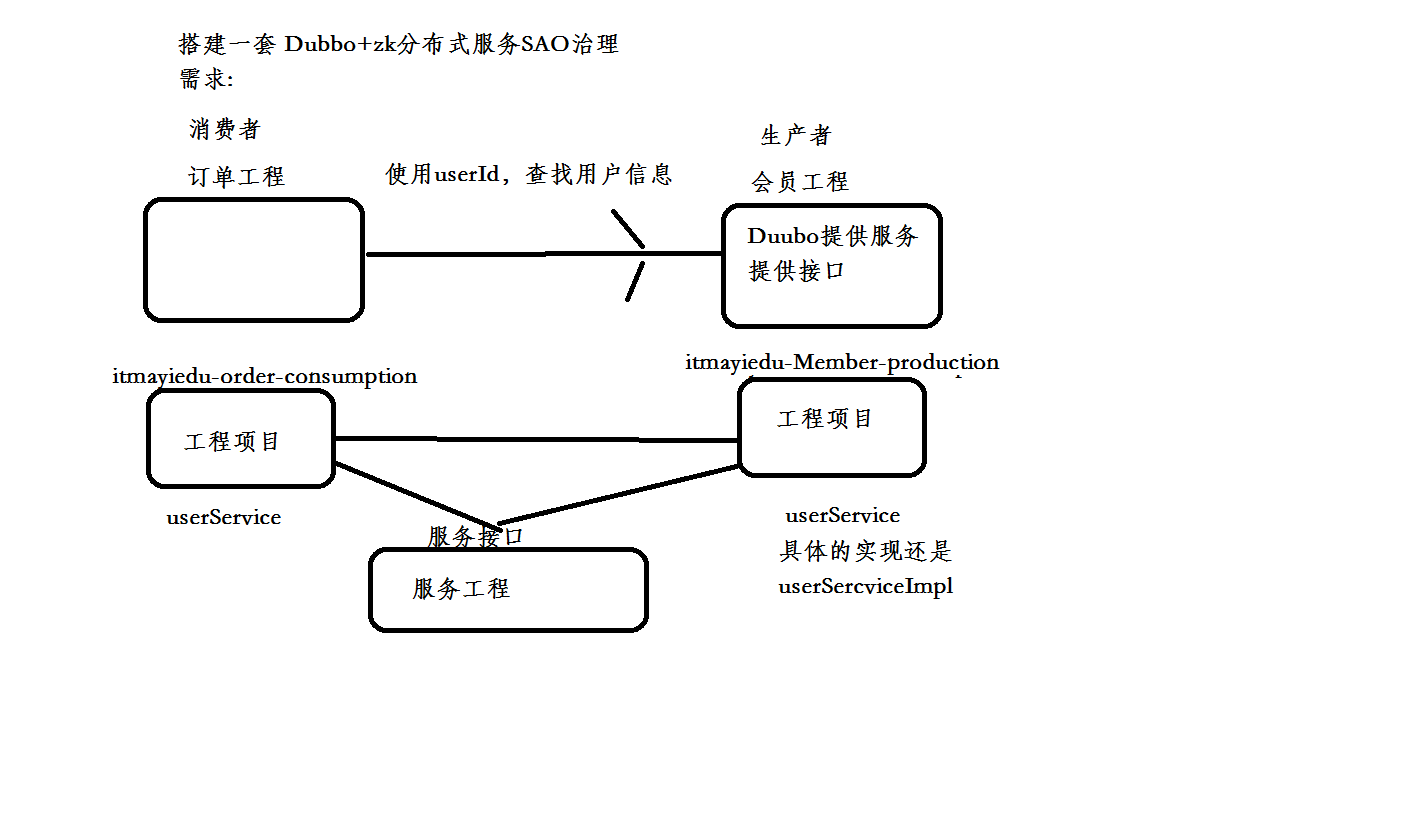 搭建一套 Dubbo+zk分布式服务SAO治理
需求:
消费者
生产者
订单工程
使用userId，查找用户信息
会员工程
Duubo提供服务
提供接口
itmayiedu-order-consumption
itmayiedu-Member-production
工程项目
工程项目
userService
userService
服务接口
具体的实现还是
服务工程
userSercviceImpl